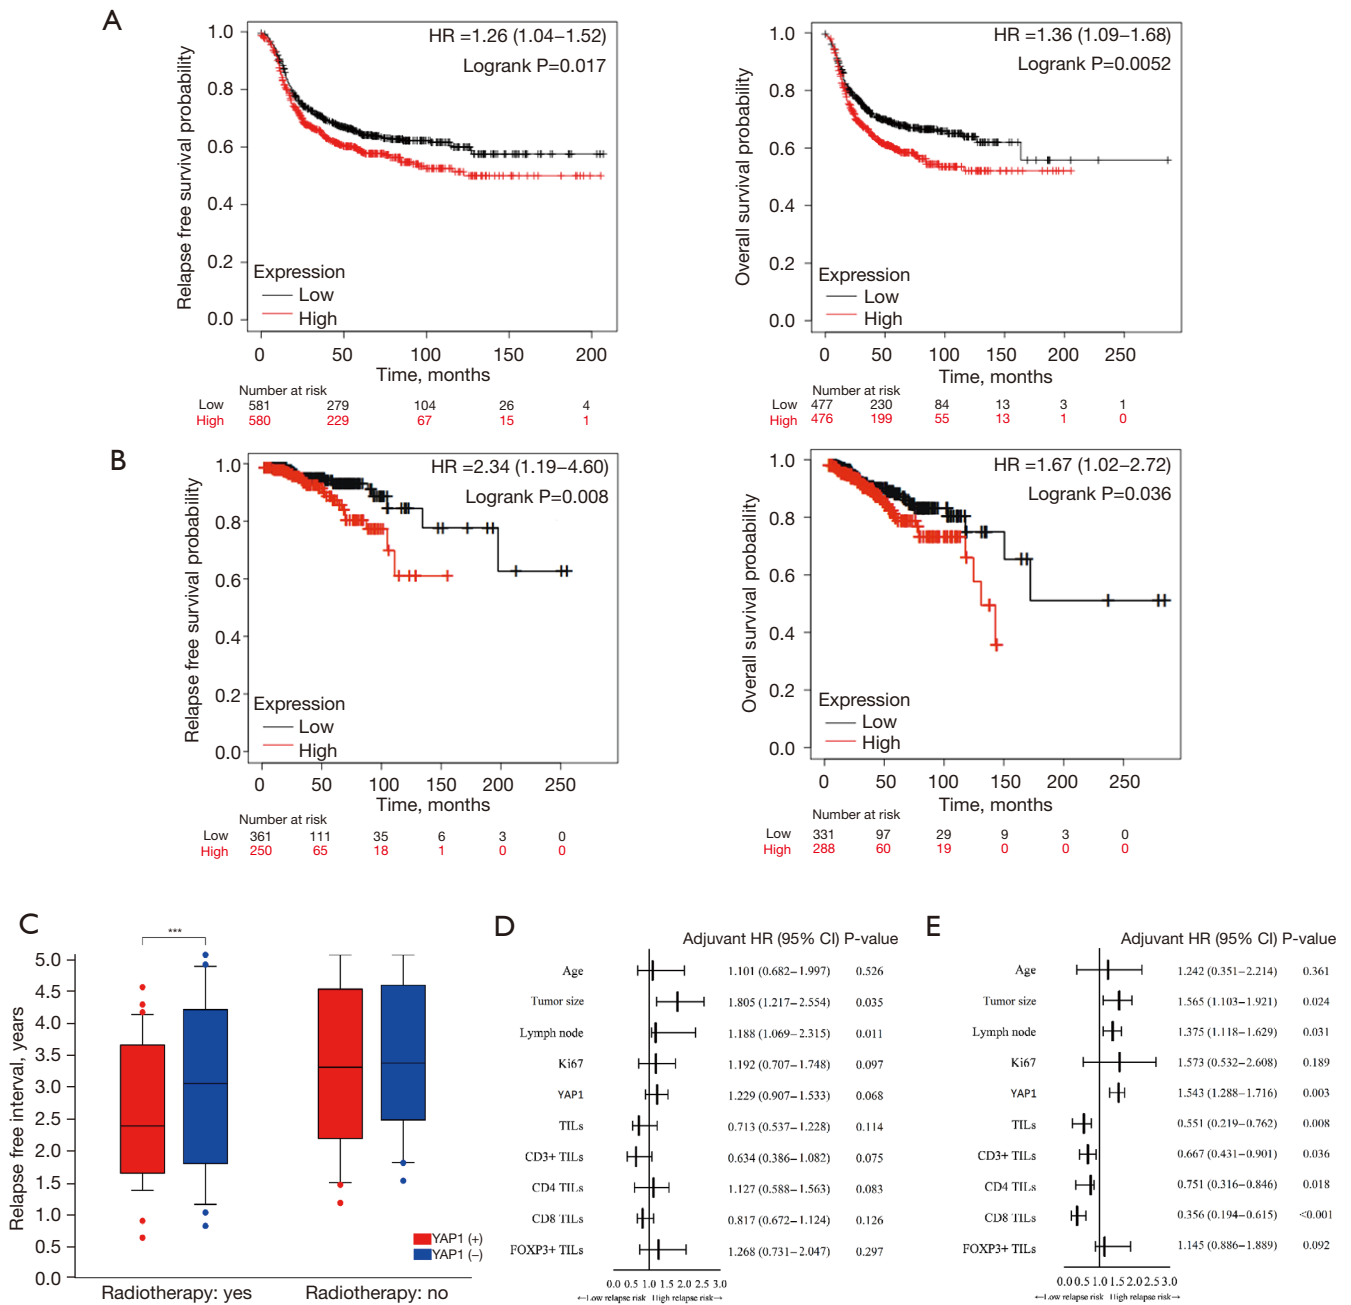 A
HR =1.26 (1.04–1.52)
Logrank P=0.017
Relapse free survival probability
1.0
0.8
0.6
0.4
0.2
0.0
Expression
Low
High
0 50 100 150 200
Time, months
Number at risk
Low 581 279 104 26 4
High 580 229 67 15 1
HR =1.36 (1.09–1.68)
Logrank P=0.0052
Overall survival probability
1.0
0.8
0.6
0.4
0.2
0.0
Expression
Low
High
0 50 100 150 200 250
Time, months
Number at risk
Low 477 230 84 13 3 1
High 476 199 55 13 1 0
B
HR =2.34 (1.19–4.60)
Logrank P=0.008
Relapse free survival probability
1.0
0.8
0.6
0.4
0.2
0.0
Expression
Low
High
0 50 100 150 200 250
Time, months
Number at risk
Low 361 111 35 6 3 0
High 250 65 18 1 0 0
HR =1.67 (1.02–2.72)
Logrank P=0.036
Overall survival probability
1.0
0.8
0.6
0.4
0.2
0.0
Expression
Low
High
0 50 100 150 200 250
Time, months
Number at risk
Low 331 97 29 9 3 0
High 288 60 19 0 0 0
C
***
Relapse free interval, years
5.0
4.5
4.0
3.5
3.0
2.5
2.0
1.5
1.0
0.5
0.0
YAP1 (+)
YAP1 (–)
Radiotherapy: yes Radiotherapy: no
D
Adjuvant HR (95% CI) P-value
Age 1.101 (0.682–1.997) 0.526
Tumor size 1.805 (1.217–2.554) 0.035
Lymph node 1.188 (1.069–2.315) 0.011
Ki67 1.192 (0.707–1.748) 0.097
YAP1 1.229 (0.907–1.533) 0.068
TILs 0.713 (0.537–1.228) 0.114
CD3+ TILs 0.634 (0.386–1.082) 0.075
CD4 TILs 1.127 (0.588–1.563) 0.083
CD8 TILs 0.817 (0.672–1.124) 0.126
FOXP3+ TILs 1.268 (0.731–2.047) 0.297
0.0 0.5 1.0 1.5 2.0 2.5 3.0
←Low relapse risk High relapse risk→
E
Adjuvant HR (95% CI) P-value
Age 1.242 (0.351–2.214) 0.361
Tumor size 1.565 (1.103–1.921) 0.024
Lymph node 1.375 (1.118–1.629) 0.031
Ki67 1.573 (0.532–2.608) 0.189
YAP1 1.543 (1.288–1.716) 0.003
TILs 0.551 (0.219–0.762) 0.008
CD3+ TILs 0.667 (0.431–0.901) 0.036
CD4 TILs 0.751 (0.316–0.846) 0.018
CD8 TILs 0.356 (0.194–0.615) <0.001
FOXP3+ TILs 1.145 (0.886–1.889) 0.092
0.0 0.5 1.0 1.5 2.0 2.5 3.0
←Low relapse risk High relapse risk→